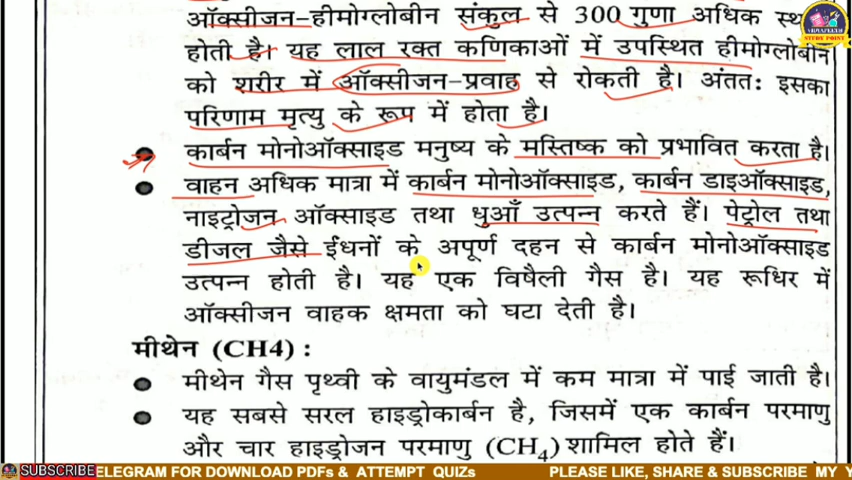 ऑक्सीजन-हीमोग्लोबीन संकुल से 300 गुणा अधिक
होती है। यह लाल रक्त कणिकाओं में उपस्थित हीमोग्लोबीन
को शरीर में ऑक्सीजन-प्रवाह से रोकती है। अंततः इसका
परिणाम मृत्यु के रूप में होता है।
कार्बन मोनोऑक्साइड मनुष्य के मस्तिष्क को प्रभावित करता है।
वाहन अधिक मात्रा में कार्बन मोनोऑक्साइड, कार्बन डाइऑक्साइड,
नाइट्रोजन ऑक्साइड तथा धुआँ उत्पन्न करते हैं। पेट्रोल तथा
डीजल जैसे ईंधनों के अपूर्ण दहन से कार्बन मोनोऑक्साइड
उत्पन्न होती है। यह एक विषैली गैस है। यह रूधिर में
ऑक्सीजन वाहक क्षमता को घटा देती है।
मीथेन (CH4) :
मीथेन गैस पृथ्वी के वायुमंडल में कम मात्रा में पाई जाती है।
यह सबसे सरल हाइड्रोकार्बन है, जिसमें एक कार्बन परमाणु
और चार हाइड्रोजन परमाणु (CH4) शामिल होते हैं।
SUBSCRIBE ELEGRAM FOR DOWNLOAD PDFs & ATTEMPT QUIZs PLEASE LIKE, SHARE & SUBSCRIBE MY